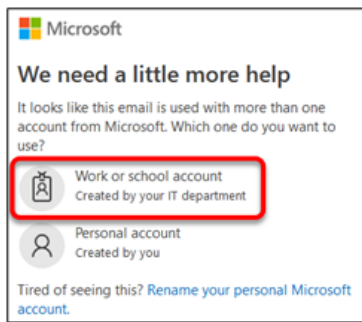 Microsoft
We need a little more help
It looks like this email is used with more than one
account from Microsoft. Which one do you want to
use?
Work or school account
Created by your IT department
Personal account
Created by you
Tired of seeing this? Rename your personal Microsoft
account.